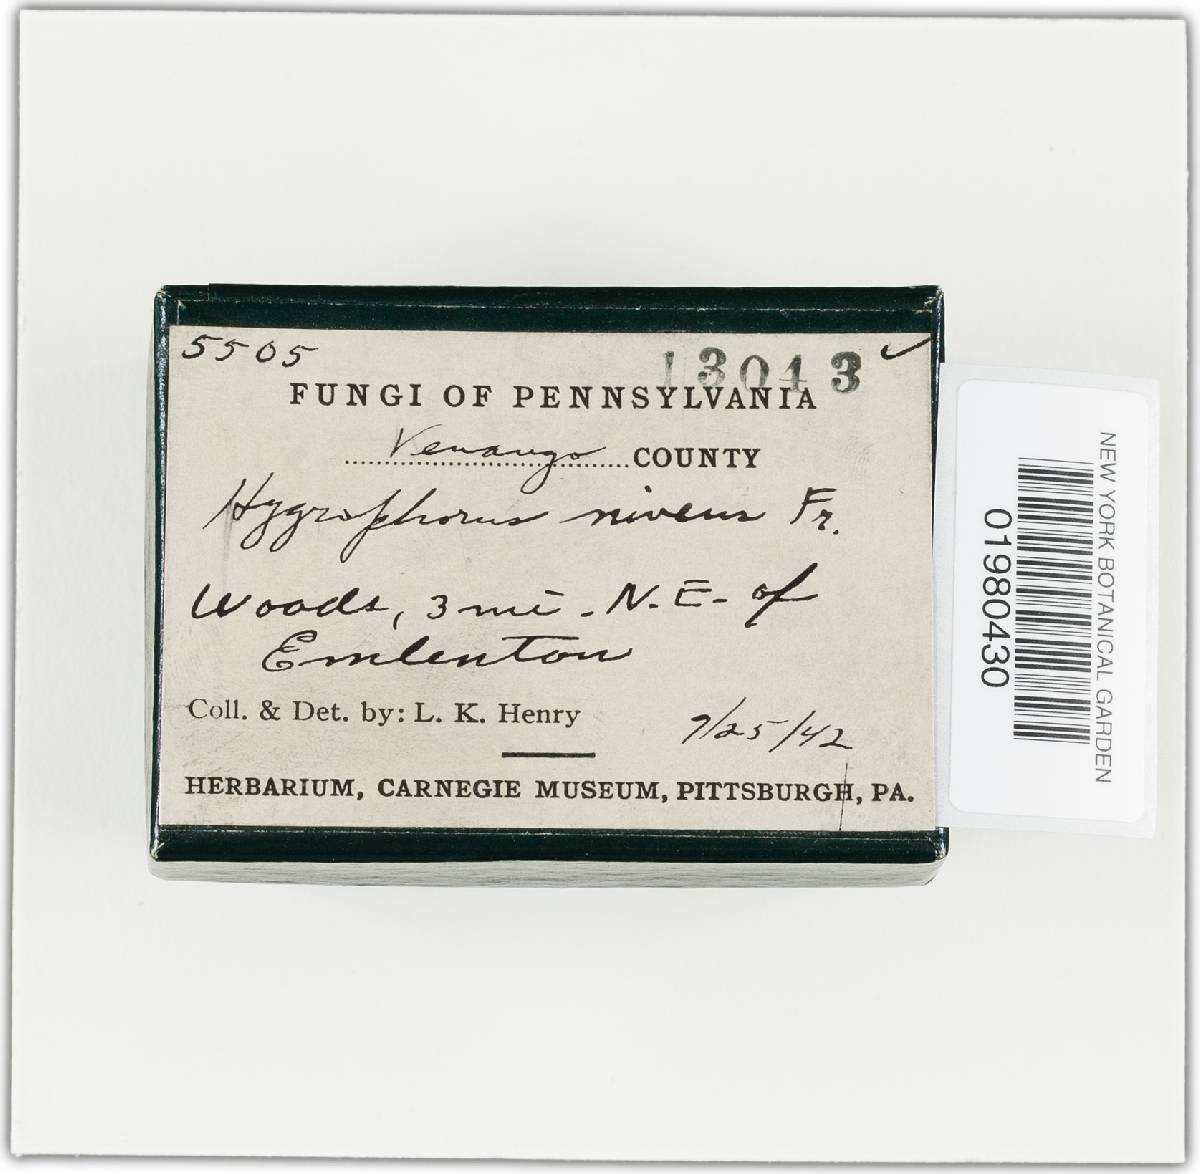 5505
13013 ✓
FUNGI OF PENNSYLVANIA
Venango COUNTY
Hygrophorus niveus Fr.
Woods, 3 mi. N.E. of
Emlenton
Coll. & Det. by: L. K. Henry
9/25/42
HERBARIUM, CARNEGIE MUSEUM, PITTSBURGH, PA.
NEW YORK BOTANICAL GARDEN
01980430